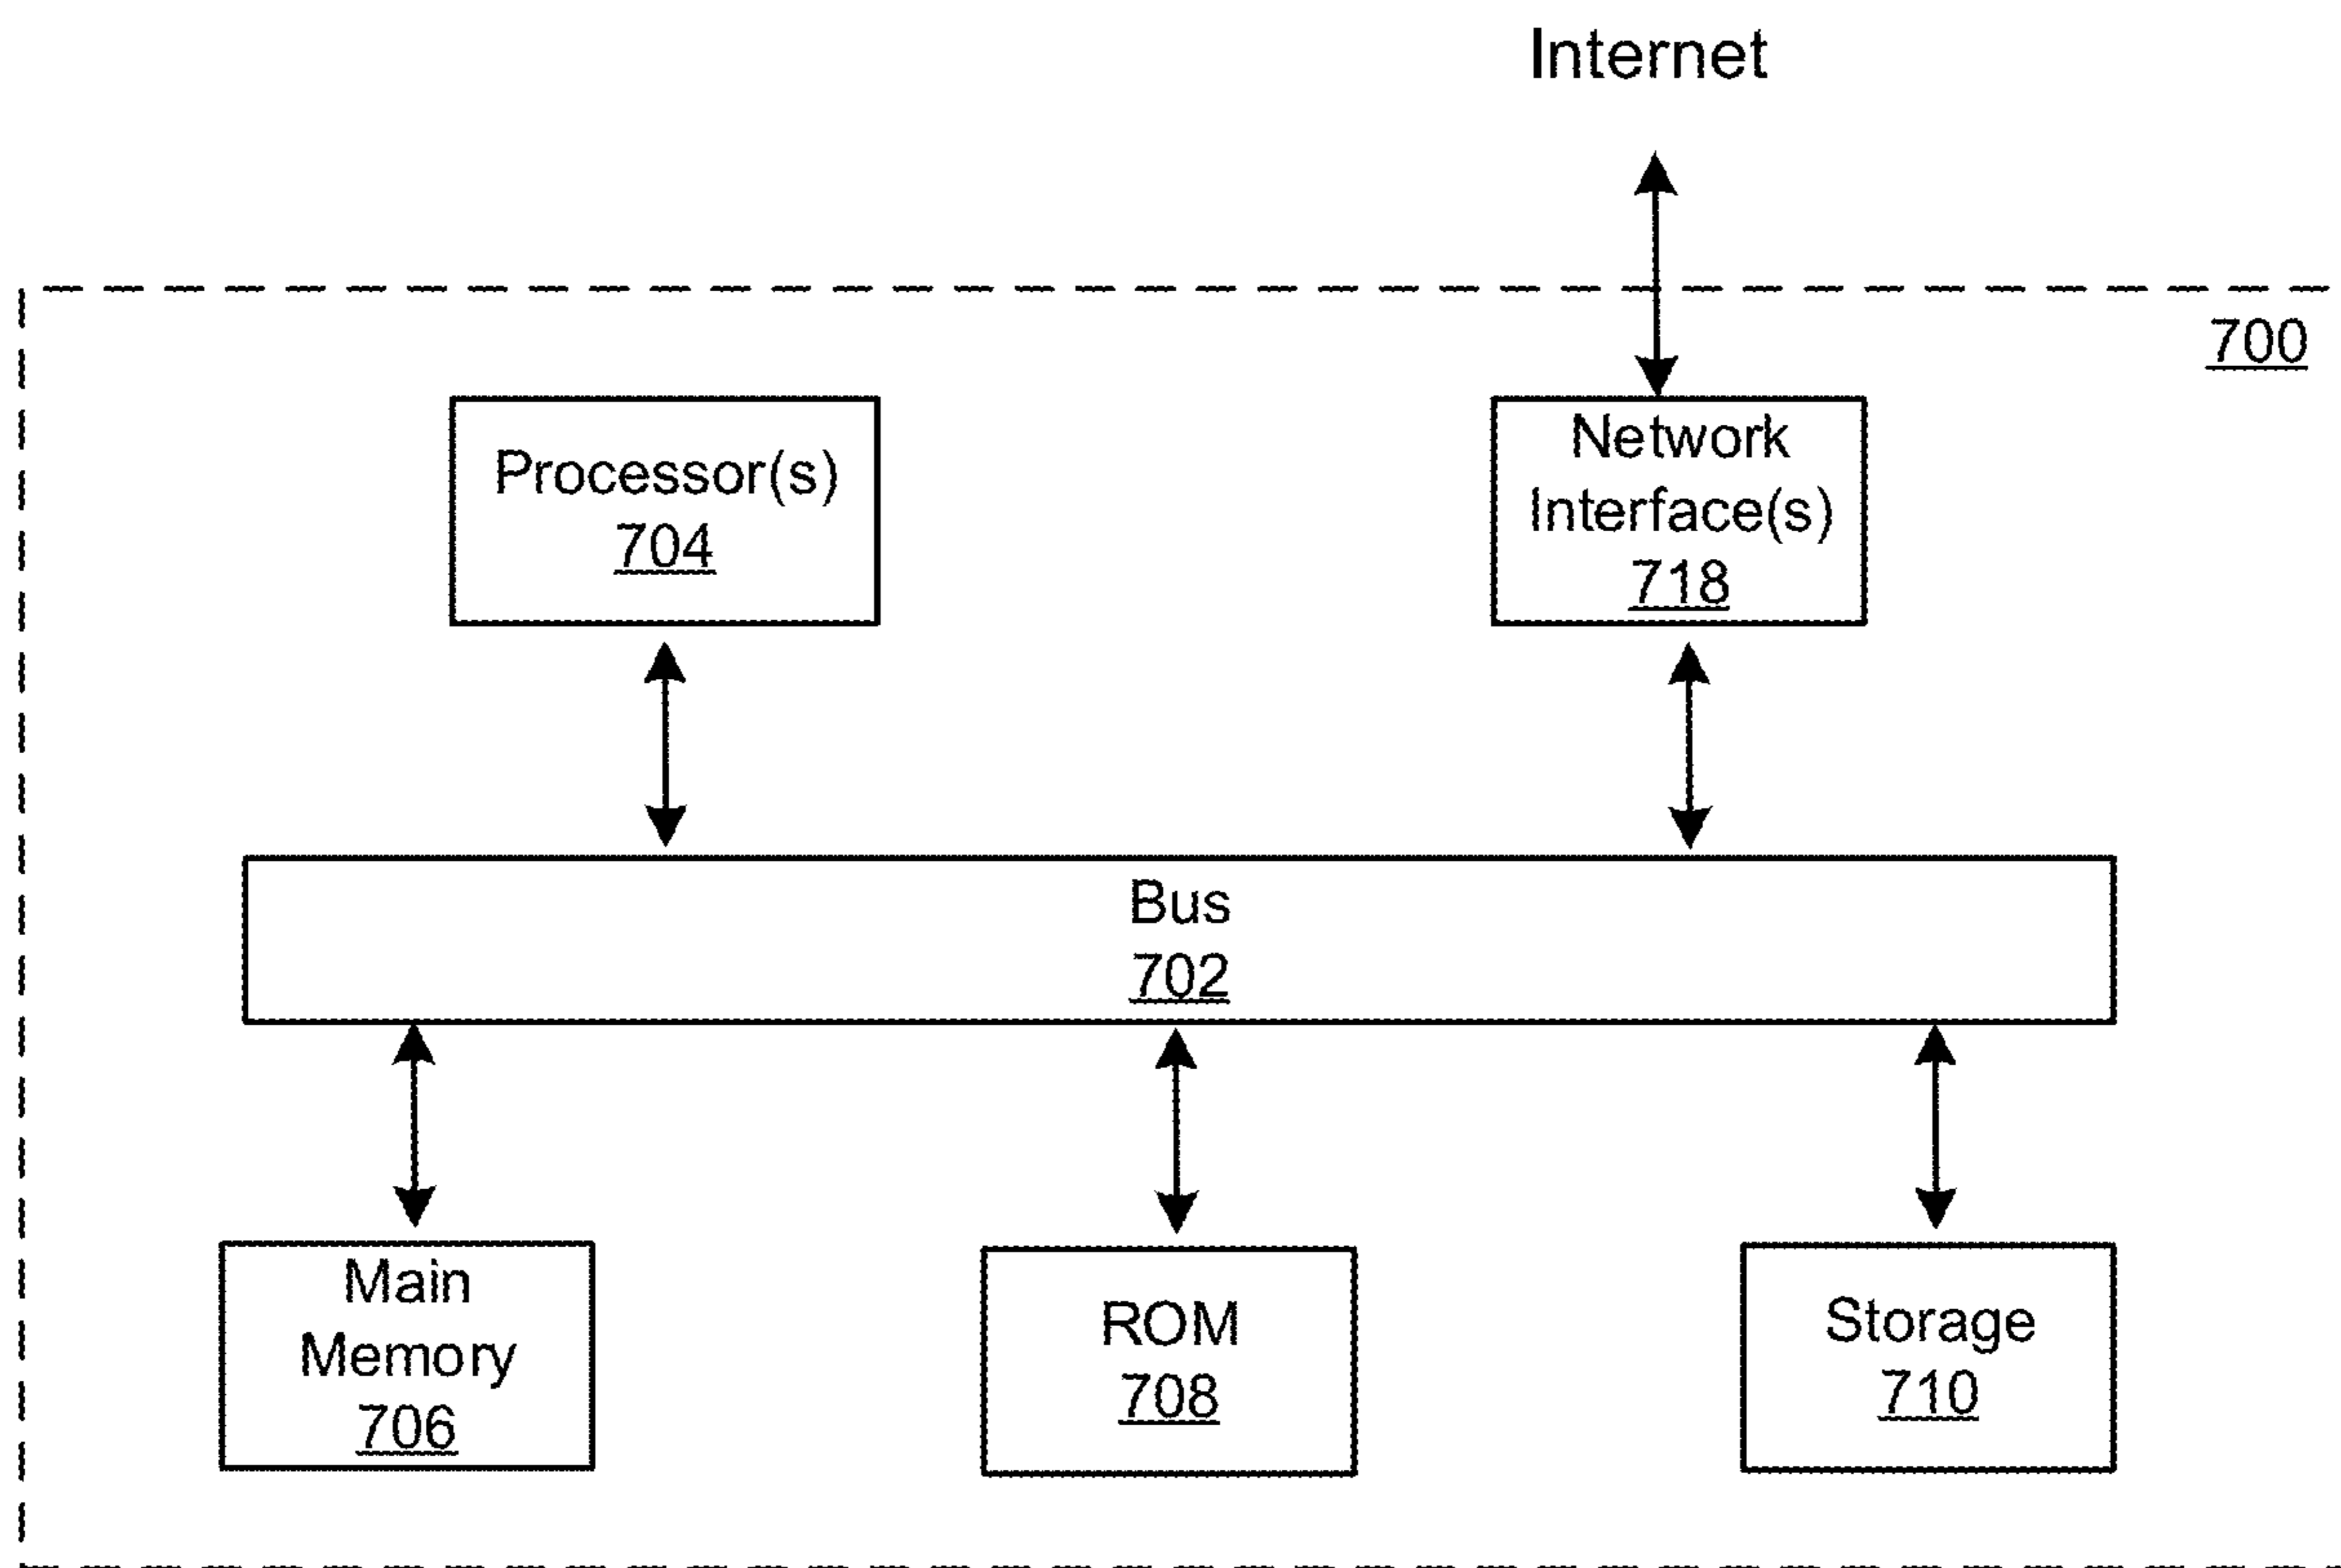 Internet
700
Processor(s)
704
Network
Interface(s)
718
Bus
702
Main
Memory
706
ROM
708
Storage
710